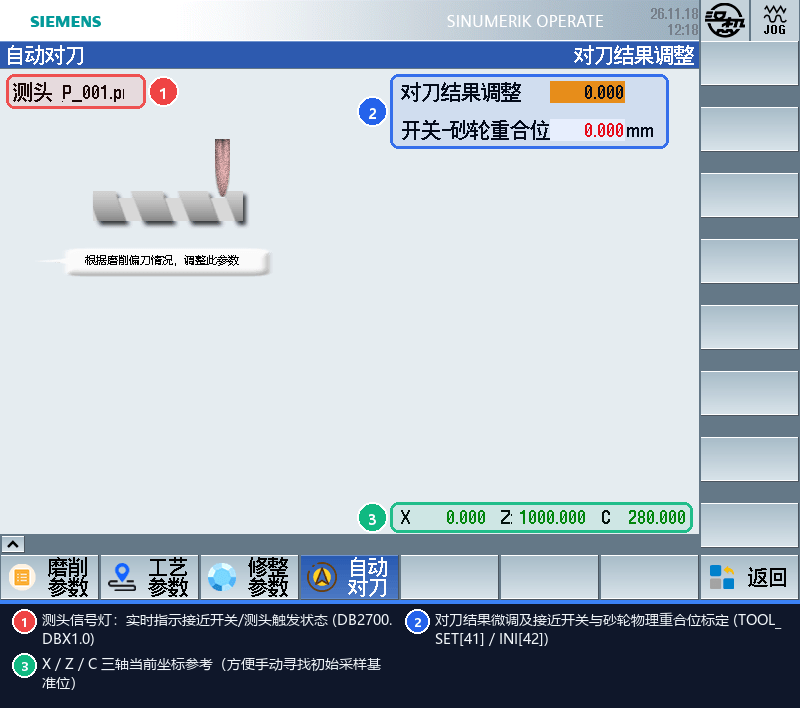 SIEMENS
SINUMERIK OPERATE
26.11.18
12:18
JOG
自动对刀
对刀结果调整
测头 P_001.p
1
2
对刀结果调整 0.000
开关-砂轮重合位 0.000 mm
根据磨削偏刀情况, 调整此参数
3
X 0.000 Z: 1000.000 C 280.000
磨削参数
工艺参数
修整参数
自动对刀
返回
1 测头信号灯: 实时指示接近开关/测头触发状态 (DB2700.
DBX1.0)
2 对刀结果微调及接近开关与砂轮物理重合位标定 (TOOL_
SET[41] / INI[42])
3 X / Z / C 三轴当前坐标参考（方便手动寻找初始采样基
准位）